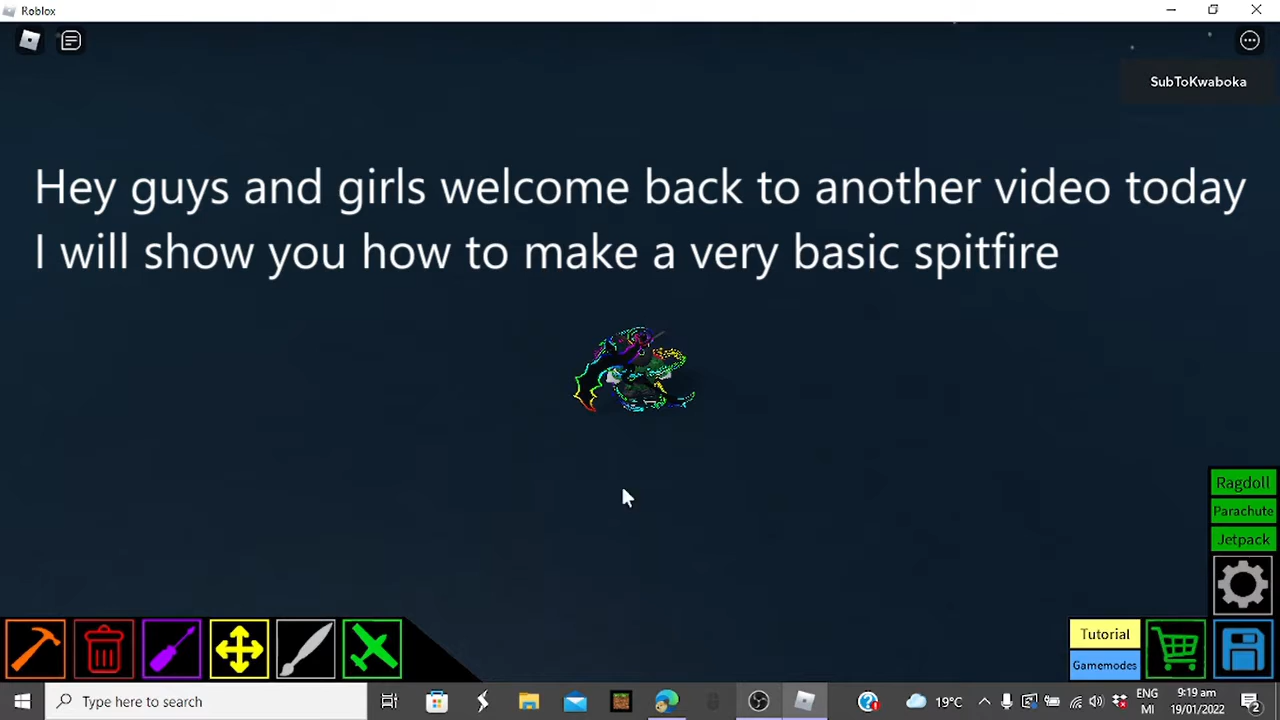 Roblox
SubToKwaboka
Hey guys and girls welcome back to another video today
I will show you how to make a very basic spitfire
Ragdoll
Parachute
Jetpack
Tutorial
Gamemodes
Type here to search
19°C
ENG
MI
9:19 am
19/01/2022
2